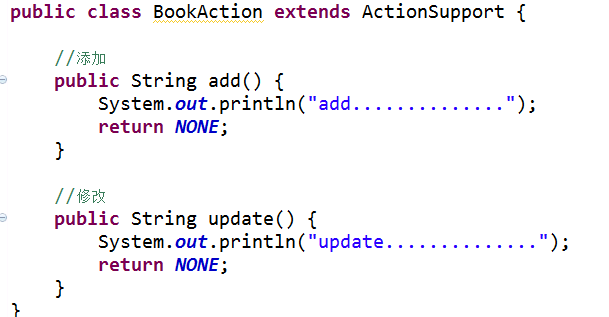 public class BookAction extends ActionSupport {
//添加
public String add() {
System.out.println("add..............");
return NONE;
}
//修改
public String update() {
System.out.println("update..............");
return NONE;
}
}